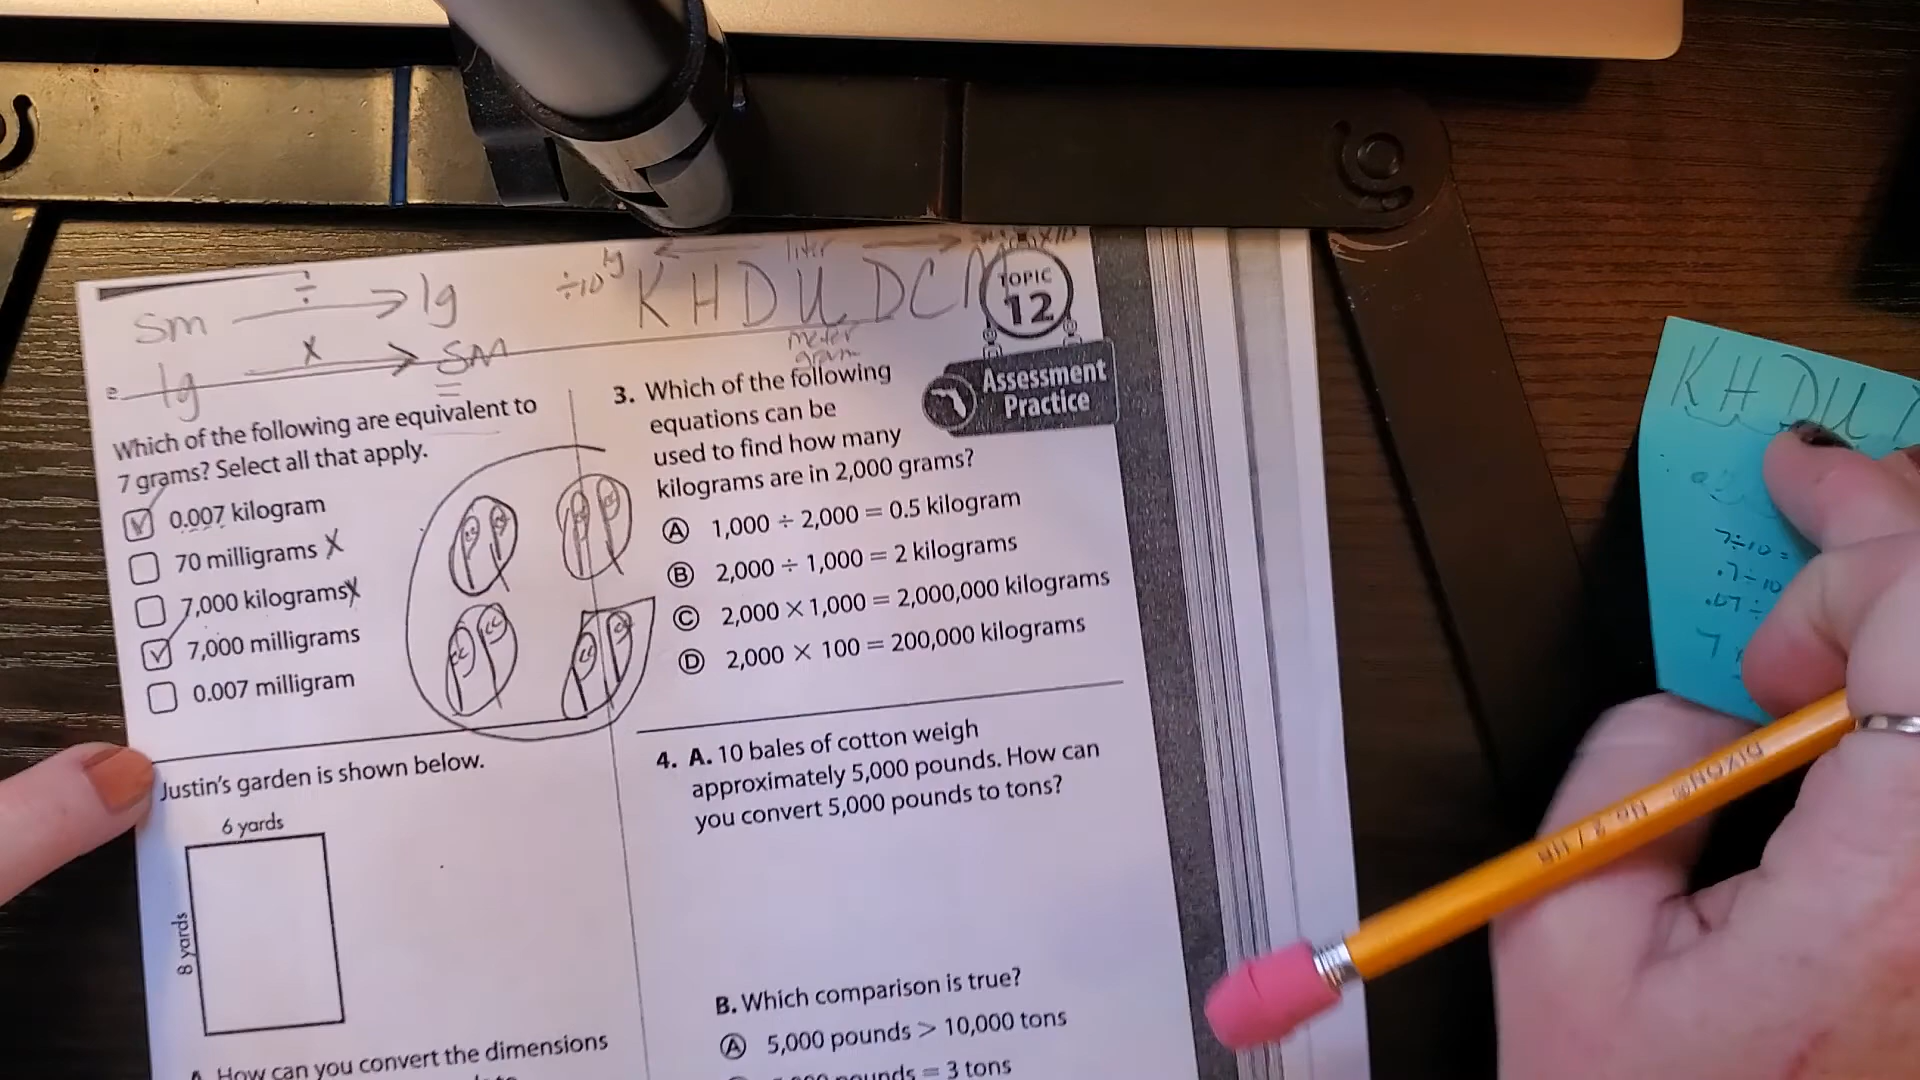 sm ÷ lg
lg x sm
÷10 K H D U D C
liter
meter
gram
TOPIC
12
Assessment
Practice
Which of the following are equivalent to
7 grams? Select all that apply.
0.007 kilogram
70 milligrams X
7,000 kilograms X
7,000 milligrams
0.007 milligram
3. Which of the following
equations can be
used to find how many
kilograms are in 2,000 grams?
A 1,000 ÷ 2,000 = 0.5 kilogram
B 2,000 ÷ 1,000 = 2 kilograms
C 2,000 × 1,000 = 2,000,000 kilograms
D 2,000 × 100 = 200,000 kilograms
Justin's garden is shown below.
6 yards
8 yards
A. How can you convert the dimensions
4. A. 10 bales of cotton weigh
approximately 5,000 pounds. How can
you convert 5,000 pounds to tons?
B. Which comparison is true?
A 5,000 pounds > 10,000 tons
pounds = 3 tons
K H D U
7÷10 =
.7÷10
.07÷
7
DIXON® No. 2 / HB